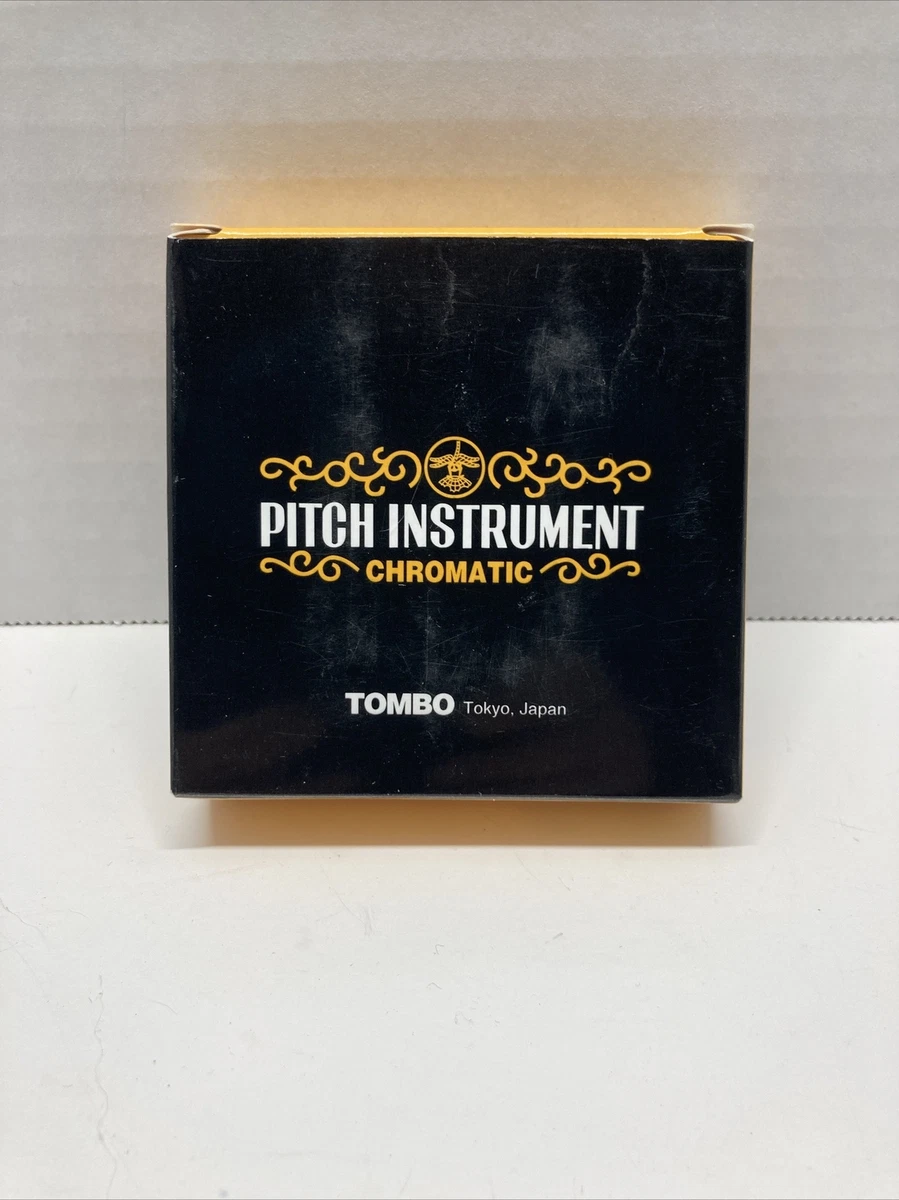 PITCH INSTRUMENT
CHROMATIC
TOMBO Tokyo, Japan